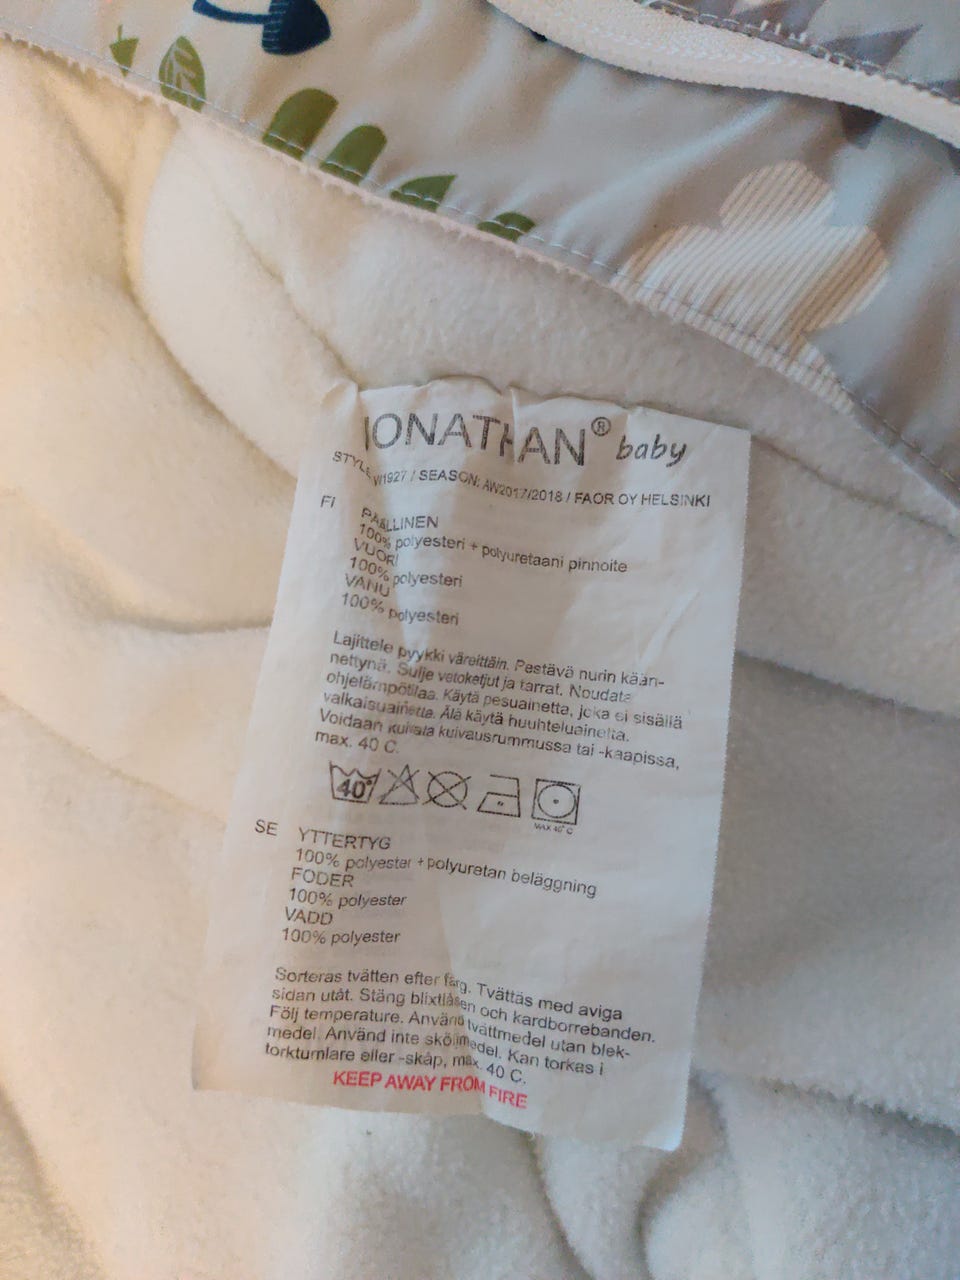 JONATHAN® baby
STYLE W1927 / SEASON: AW2017/2018 / FAOR OY HELSINKI
FI PÄÄLLINEN
100% polyesteri + polyuretaani pinnoite
VUORI
100% polyesteri
VANU
100% polyesteri
Lajittele pyykki väreittäin. Pestävä nurin kään-
nettynä. Sulje vetoketjut ja tarrat. Noudata
ohjelämpötilaa. Käytä pesuainetta, joka ei sisällä
valkaisuainetta. Älä käytä huuhteluainetta.
Voidaan kuivata kuivausrummussa tai -kaapissa,
max. 40 C.
40°
MAX 40° C
SE YTTERTYG
100% polyester + polyuretan beläggning
FODER
100% polyester
VADD
100% polyester
Sorteras tvätten efter färg. Tvättas med aviga
sidan utåt. Stäng blixtlåsen och kardborrebanden.
Följ temperature. Använd tvättmedel utan blek-
medel. Använd inte sköljmedel. Kan torkas i
torktumlare eller -skåp, max. 40 C.
KEEP AWAY FROM FIRE